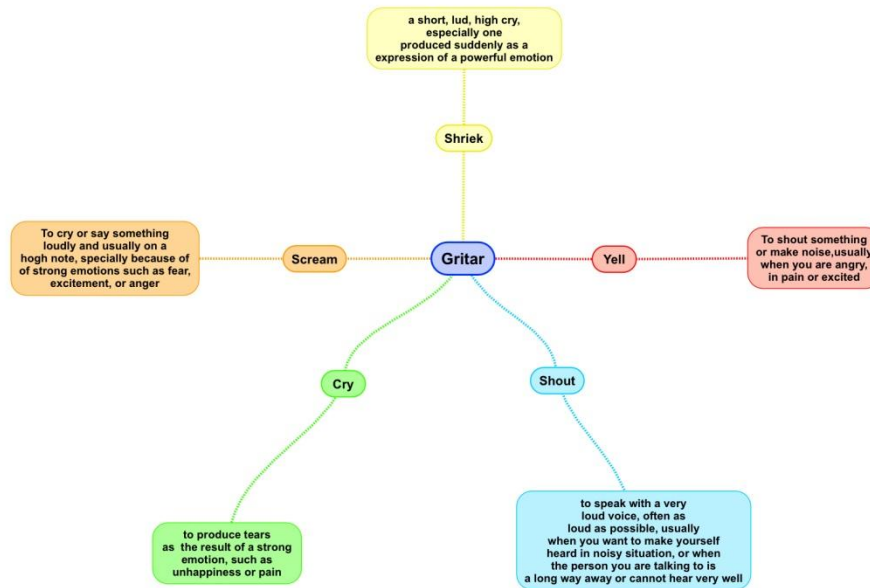 a short, lud, high cry,
especially one
produced suddenly as a
expression of a powerful emotion
Shriek
To cry or say something
loudly and usually on a
hogh note, specially because of
of strong emotions such as fear,
excitement, or anger
Scream
Gritar
Yell
To shout something
or make noise,usually
when you are angry,
in pain or excited
Cry
Shout
to produce tears
as the result of a strong
emotion, such as
unhappiness or pain
to speak with a very
loud voice, often as
loud as possible, usually
when you want to make yourself
heard in noisy situation, or when
the person you are talking to is
a long way away or cannot hear very well